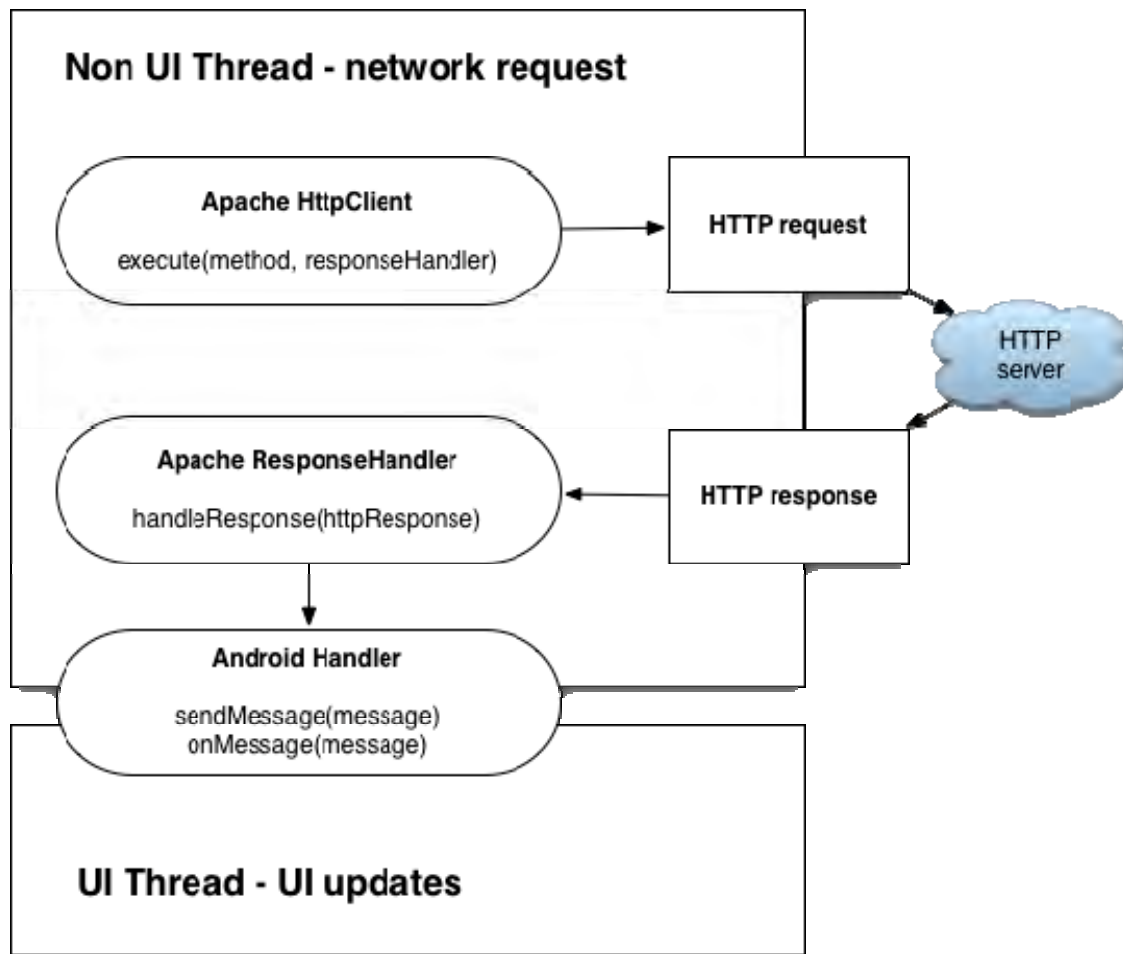 Non UI Thread - network request
Apache HttpClient
execute(method, responseHandler)
HTTP request
HTTP
server
Apache ResponseHandler
handleResponse(httpResponse)
HTTP response
Android Handler
sendMessage(message)
onMessage(message)
UI Thread - UI updates